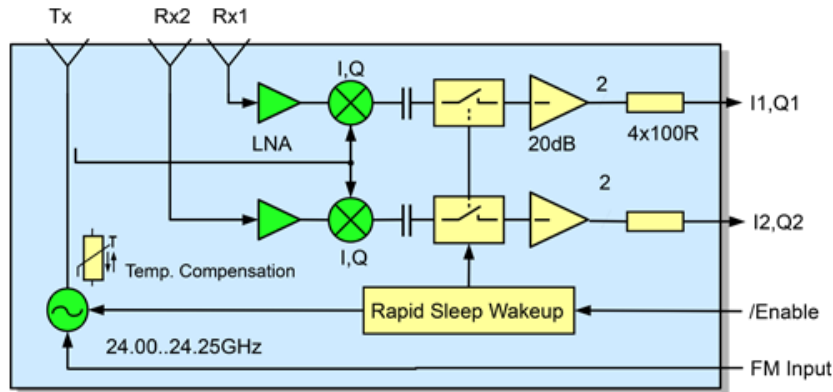 Tx Rx2 Rx1
I,Q
2
I1,Q1
LNA
20dB
4x100R
2
I2,Q2
I,Q
T
Temp. Compensation
Rapid Sleep Wakeup
/Enable
24.00..24.25GHz
FM Input